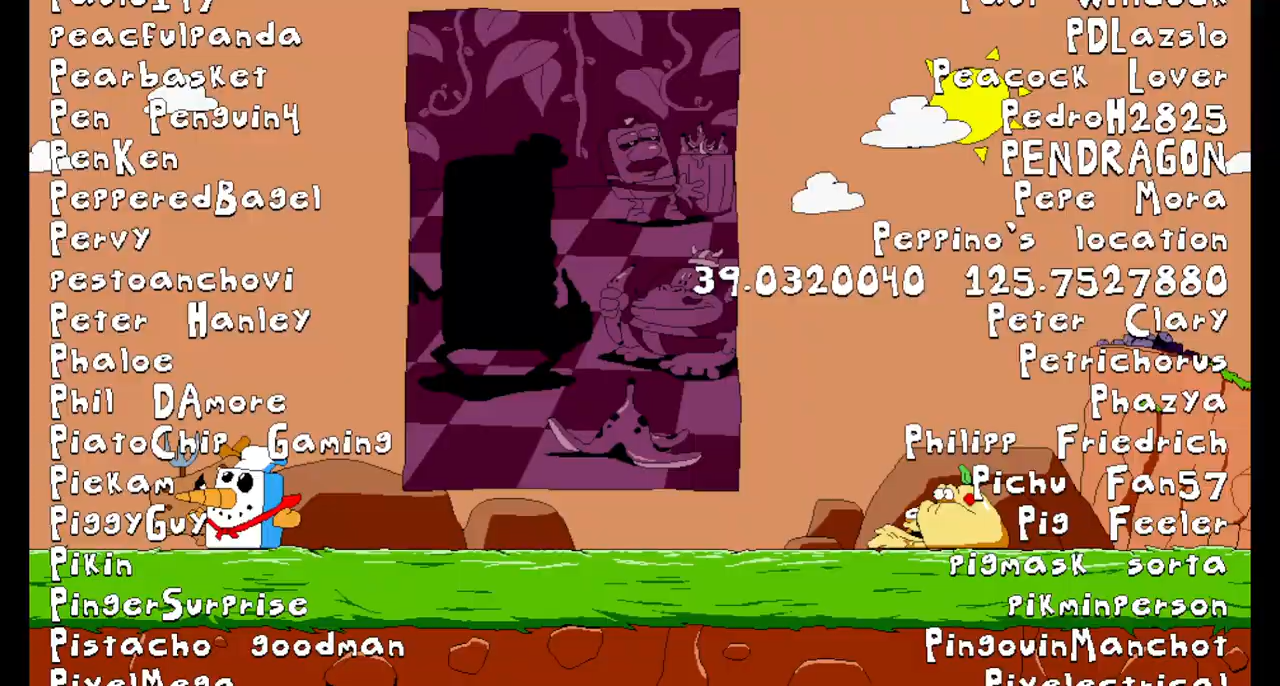 peacfulpanda
PDLazslo
Pearbasket
Peacock Lover
Pen Penguin4
PedroH2825
PenKen
PENDRAGON
PepperedBagel
Pepe Mora
Pervy
Peppino's location
pestoanchovi
39.0320040 125.7527880
Peter Hanley
Peter Clary
Phaloe
Petrichorus
Phil DAmore
Phazya
PiatoChip Gaming
Philipp Friedrich
Piekam
Pichu Fan57
PiggyGuy
Pig Feeler
Pikin
pigmask sorta
PingerSurprise
pikminperson
Pistacho goodman
PingouinManchot
PixelMega
Pixelectrical